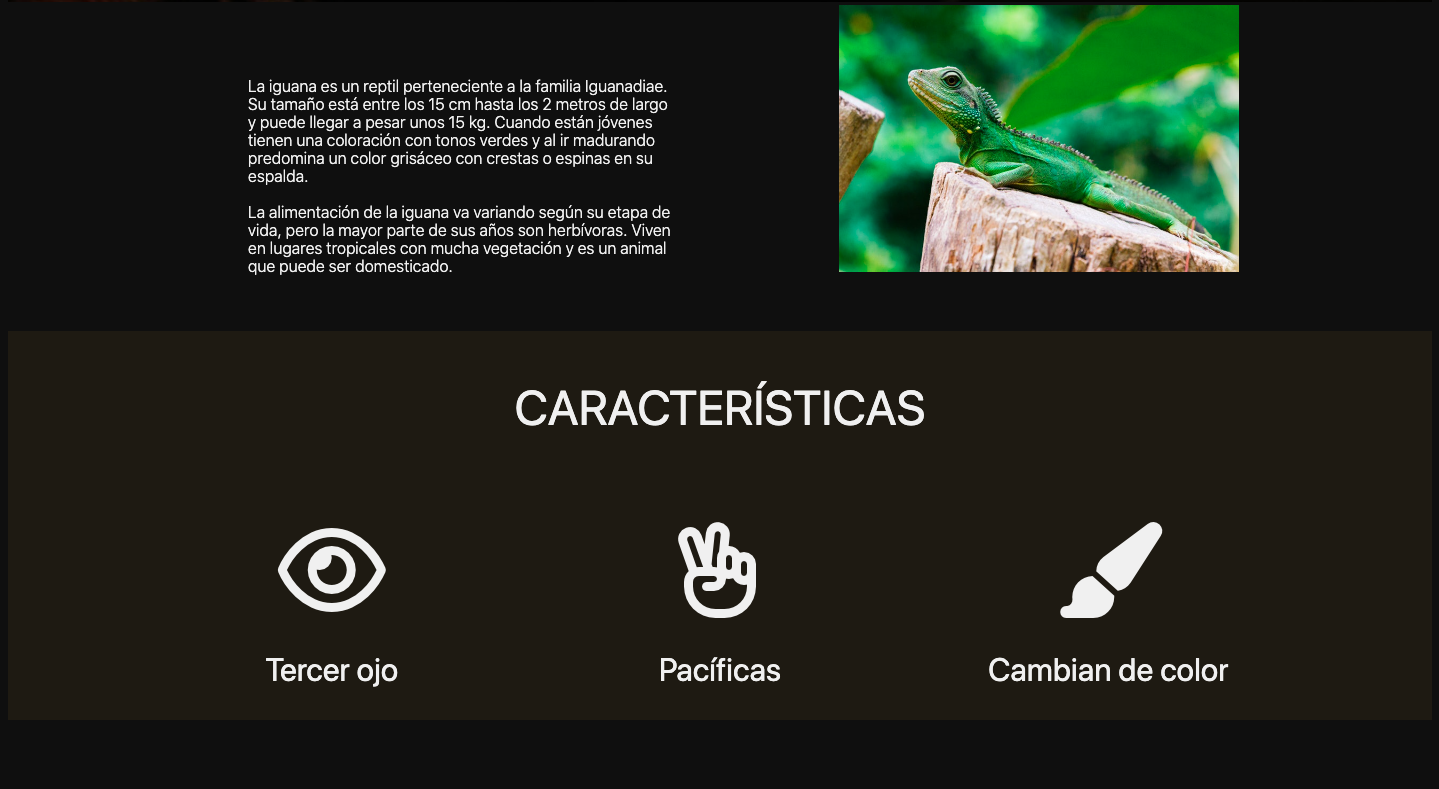 La iguana es un reptil perteneciente a la familia Iguanadiae.
Su tamaño está entre los 15 cm hasta los 2 metros de largo
y puede llegar a pesar unos 15 kg. Cuando están jóvenes
tienen una coloración con tonos verdes y al ir madurando
predomina un color grisáceo con crestas o espinas en su
espalda.
La alimentación de la iguana va variando según su etapa de
vida, pero la mayor parte de sus años son herbívoras. Viven
en lugares tropicales con mucha vegetación y es un animal
que puede ser domesticado.
CARACTERÍSTICAS
Tercer ojo
Pacíficas
Cambian de color